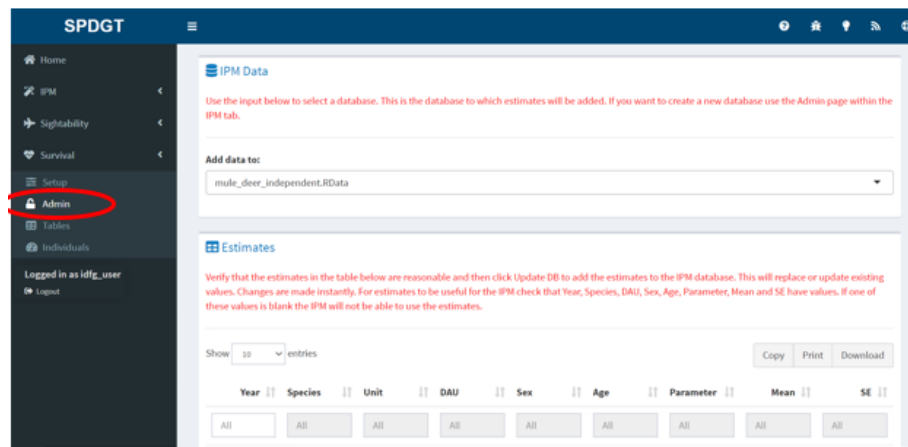 SPDGT
Home
IPM
Sightability
Survival
Setup
Admin
Tables
Individuals
Logged in as idfg_user
Logout
IPM Data
Use the input below to select a database. This is the database to which estimates will be added. If you want to create a new database use the Admin page within the
IPM tab.
Add data to:
mule_deer_independent.RData
Estimates
Verify that the estimates in the table below are reasonable and then click Update DB to add the estimates to the IPM database. This will replace or update existing
values. Changes are made instantly. For estimates to be useful for the IPM check that Year, Species, DAU, Sex, Age, Parameter, Mean and SE have values. If one of
these values is blank the IPM will not be able to use the estimates.
Show 10 entries
Copy Print Download
Year Species Unit DAU Sex Age Parameter Mean SE
All All All All All All All All All